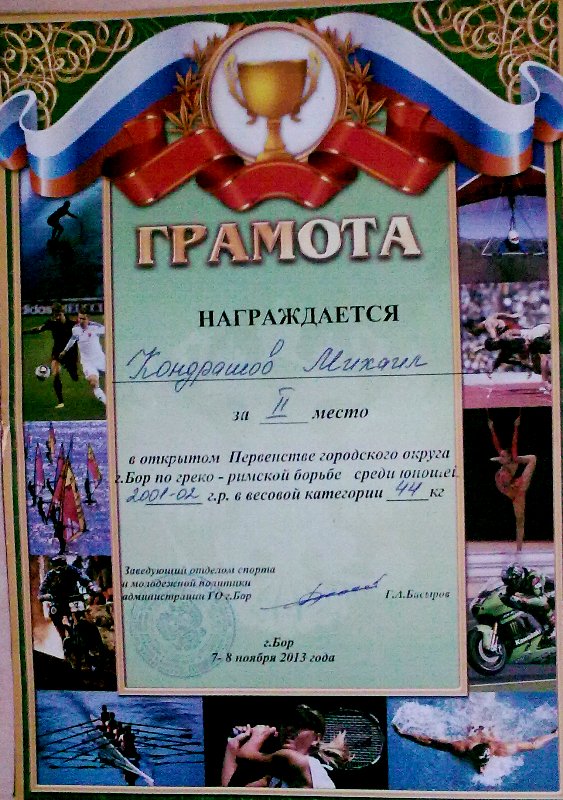 ГРАМОТА
НАГРАЖДАЕТСЯ
Кондрашов Михаил
за II место
в открытом Первенстве городского округа
г.Бор по греко - римской борьбе среди юношей
2001-02 г.р. в весовой категории 44 кг
Заведующий отделом спорта
и молодежной политики
администрации ГО г.Бор Г.А.Басыров
г.Бор
7- 8 ноября 2013 года
adidas
Kawasaki